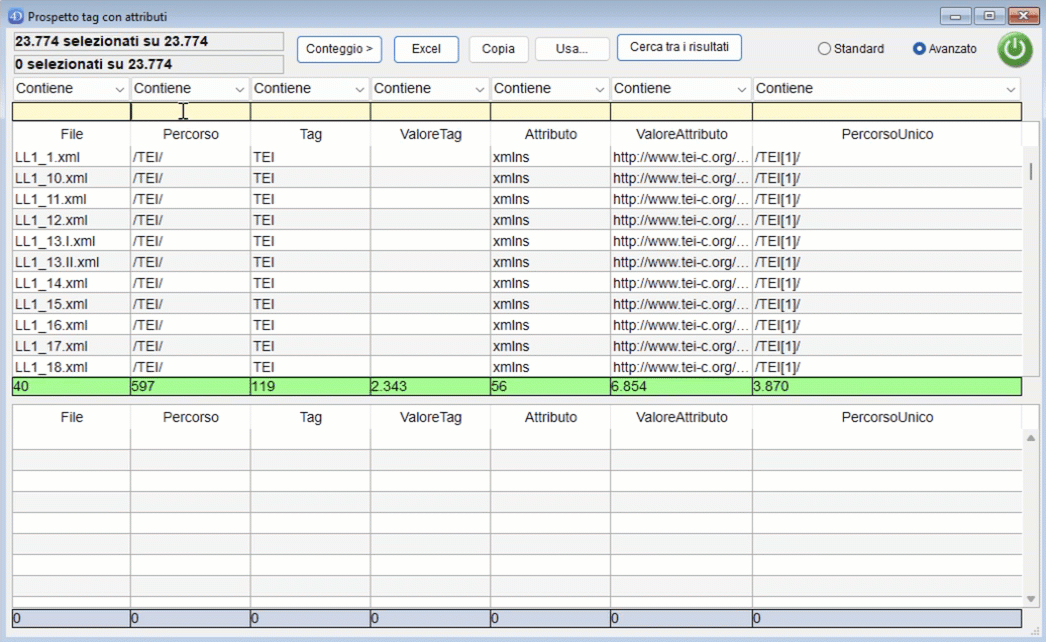 Prospetto tag con attributi
23.774 selezionati su 23.774
0 selezionati su 23.774
Conteggio > Excel Copia Usa... Cerca tra i risultati Standard Avanzato
Contiene Contiene Contiene Contiene Contiene Contiene Contiene
File Percorso Tag ValoreTag Attributo ValoreAttributo PercorsoUnico
LL1_1.xml /TEI/ TEI xmlns http://www.tei-c.org/... /TEI[1]/
LL1_10.xml /TEI/ TEI xmlns http://www.tei-c.org/... /TEI[1]/
LL1_11.xml /TEI/ TEI xmlns http://www.tei-c.org/... /TEI[1]/
LL1_12.xml /TEI/ TEI xmlns http://www.tei-c.org/... /TEI[1]/
LL1_13.I.xml /TEI/ TEI xmlns http://www.tei-c.org/... /TEI[1]/
LL1_13.II.xml /TEI/ TEI xmlns http://www.tei-c.org/... /TEI[1]/
LL1_14.xml /TEI/ TEI xmlns http://www.tei-c.org/... /TEI[1]/
LL1_15.xml /TEI/ TEI xmlns http://www.tei-c.org/... /TEI[1]/
LL1_16.xml /TEI/ TEI xmlns http://www.tei-c.org/... /TEI[1]/
LL1_17.xml /TEI/ TEI xmlns http://www.tei-c.org/... /TEI[1]/
LL1_18.xml /TEI/ TEI xmlns http://www.tei-c.org/... /TEI[1]/
40 597 119 2.343 56 6.854 3.870
File Percorso Tag ValoreTag Attributo ValoreAttributo PercorsoUnico
0 0 0 0 0 0 0